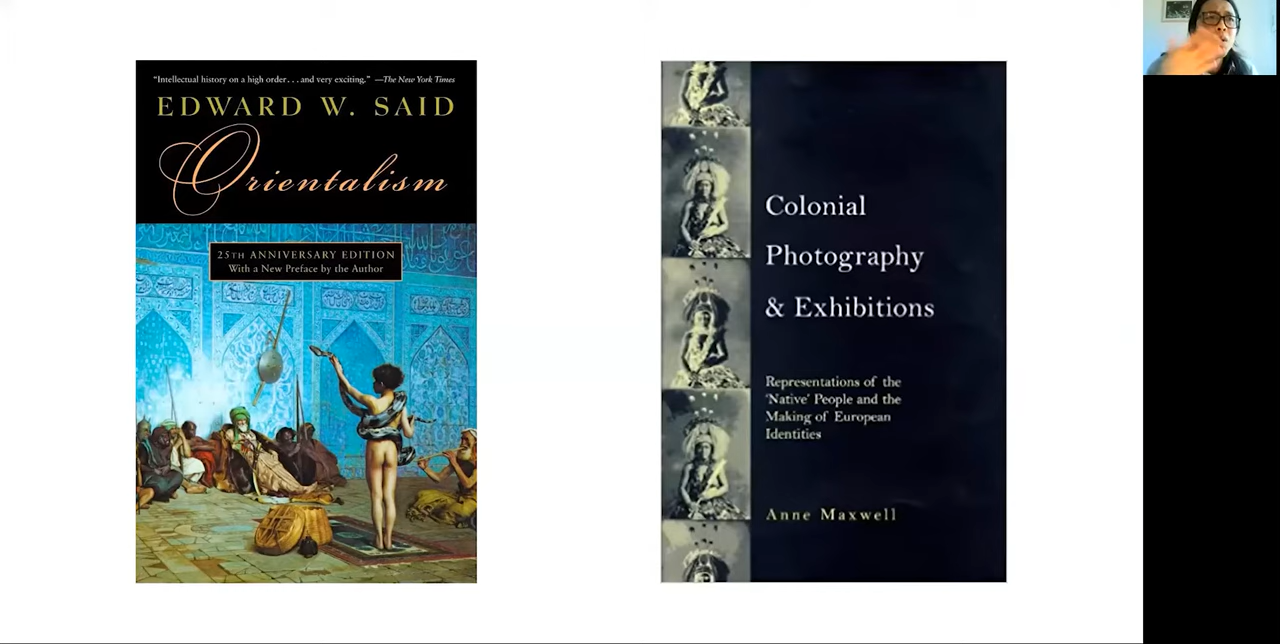 "Intellectual history on a high order...and very exciting." —The New York Times
EDWARD W. SAID
Orientalism
25TH ANNIVERSARY EDITION
With a New Preface by the Author
Colonial
Photography
& Exhibitions
Representations of the
'Native' People and the
Making of European
Identities
Anne Maxwell